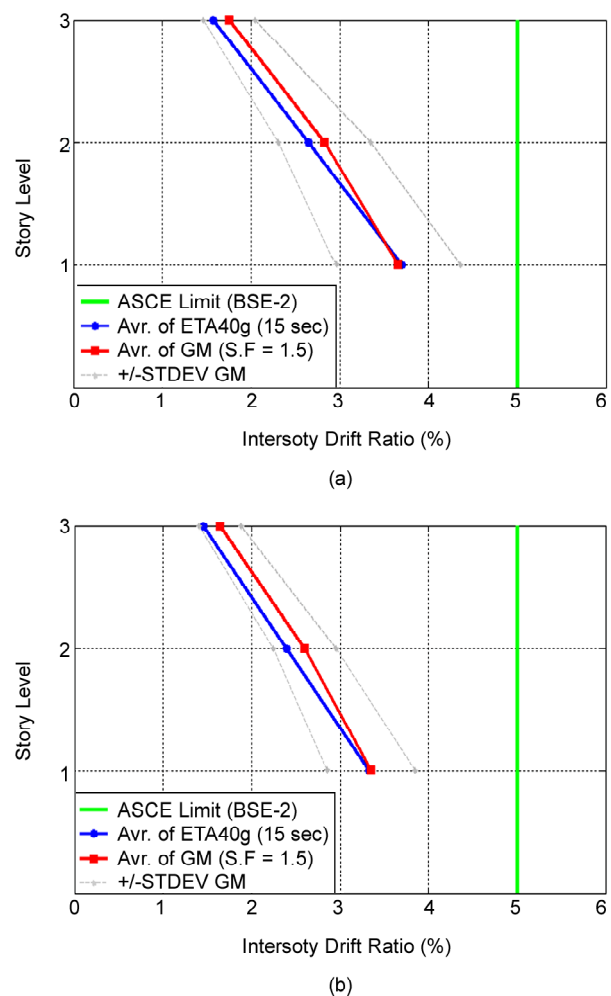 3
2
1
Story Level
ASCE Limit (BSE-2)
Avr. of ETA40g (15 sec)
Avr. of GM (S.F = 1.5)
+/-STDEV GM
0 1 2 3 4 5 6
Intersoty Drift Ratio (%)
(a)
3
2
1
0
Story Level
ASCE Limit (BSE-2)
Avr. of ETA40g (15 sec)
Avr. of GM (S.F = 1.5)
+/-STDEV GM
0 1 2 3 4 5 6
Intersoty Drift Ratio (%)
(b)